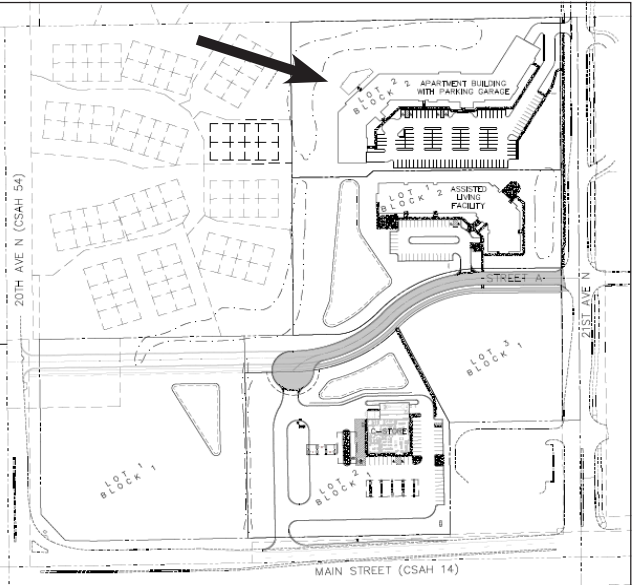 LOT 2
BLOCK 2
APARTMENT BUILDING
WITH PARKING GARAGE
LOT 1
BLOCK 2
ASSISTED
LIVING
FACILITY
20TH AVE N (CSAH 54)
STREET A
21ST AVE N
LOT 3
BLOCK 1
C-STORE
LOT 1
BLOCK 1
LOT 2
BLOCK 1
MAIN STREET (CSAH 14)